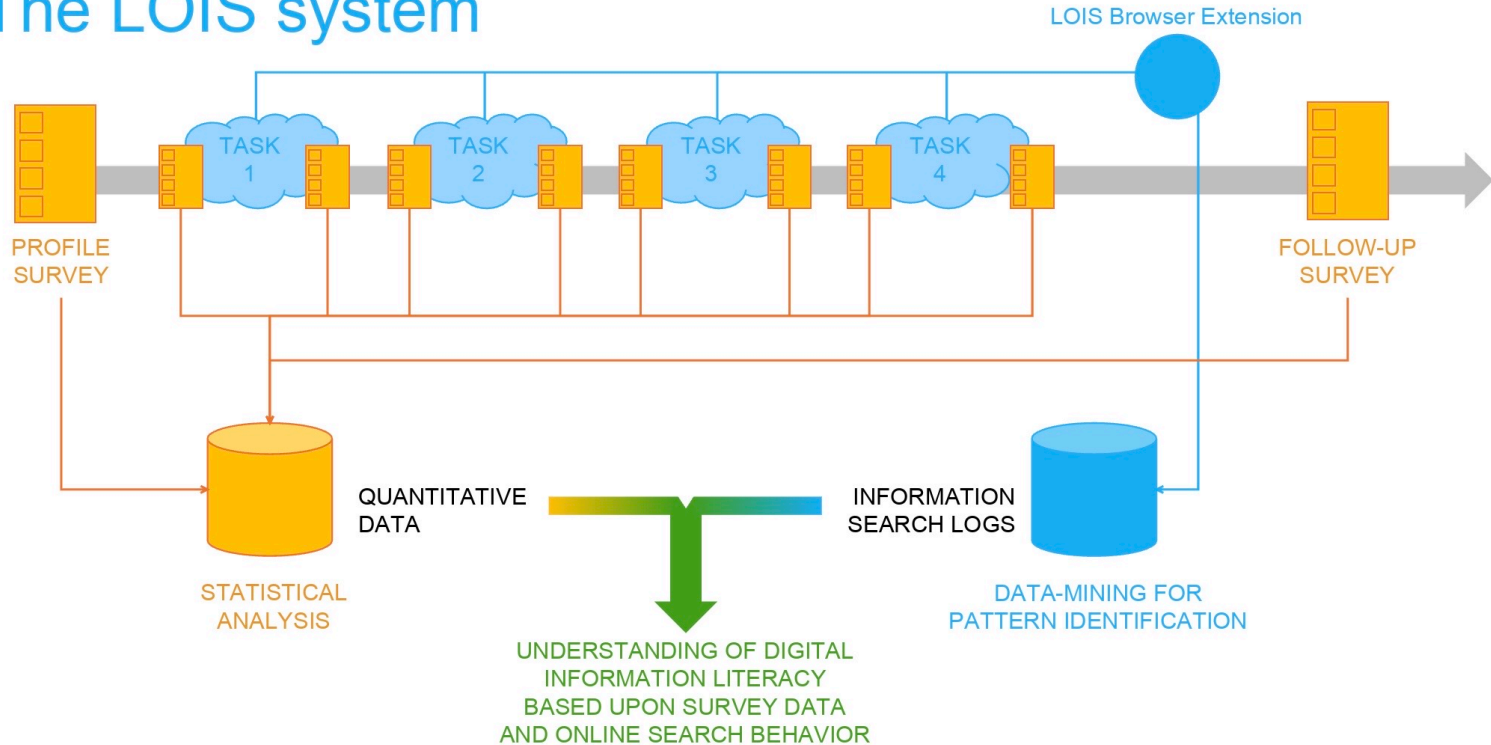 The LOIS system
LOIS Browser Extension
TASK
1
TASK
2
TASK
3
TASK
4
PROFILE
SURVEY
FOLLOW-UP
SURVEY
QUANTITATIVE
DATA
INFORMATION
SEARCH LOGS
STATISTICAL
ANALYSIS
DATA-MINING FOR
PATTERN IDENTIFICATION
UNDERSTANDING OF DIGITAL
INFORMATION LITERACY
BASED UPON SURVEY DATA
AND ONLINE SEARCH BEHAVIOR